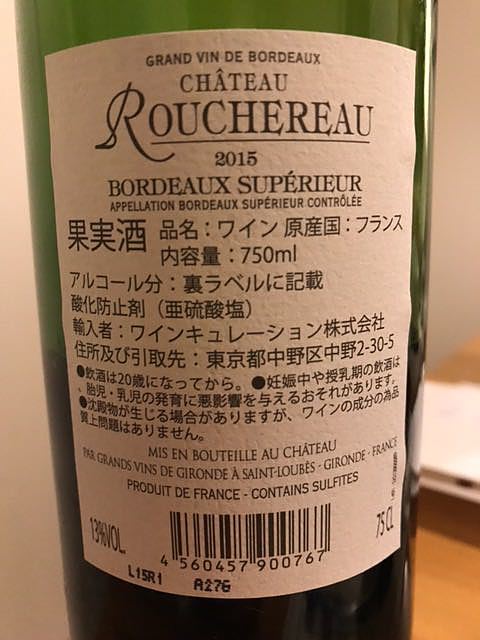 GRAND VIN DE BORDEAUX
CHÂTEAU
ROUCHEREAU
2015
BORDEAUX SUPÉRIEUR
APPELLATION BORDEAUX SUPÉRIEUR CONTRÔLÉE
果実酒 品名：ワイン 原産国：フランス
内容量：750ml
アルコール分：裏ラベルに記載
酸化防止剤（亜硫酸塩）
輸入者：ワインキュレーション株式会社
住所及び引取先：東京都中野区中野2-30-5
●飲酒は20歳になってから。●妊娠中や授乳期の飲酒は
、胎児・乳児の発育に悪影響を与えるおそれがあります。
●沈殿物が生じる場合がありますが、ワインの成分の為品
質上問題はありません。
MIS EN BOUTEILLE AU CHÂTEAU
PAR GRANDS VINS DE GIRONDE À SAINT-LOUBÈS - GIRONDE - FRANCE
PRODUIT DE FRANCE - CONTAINS SULFITES
13%VOL.
75 CL
4 560457 900767
L15R1 A276